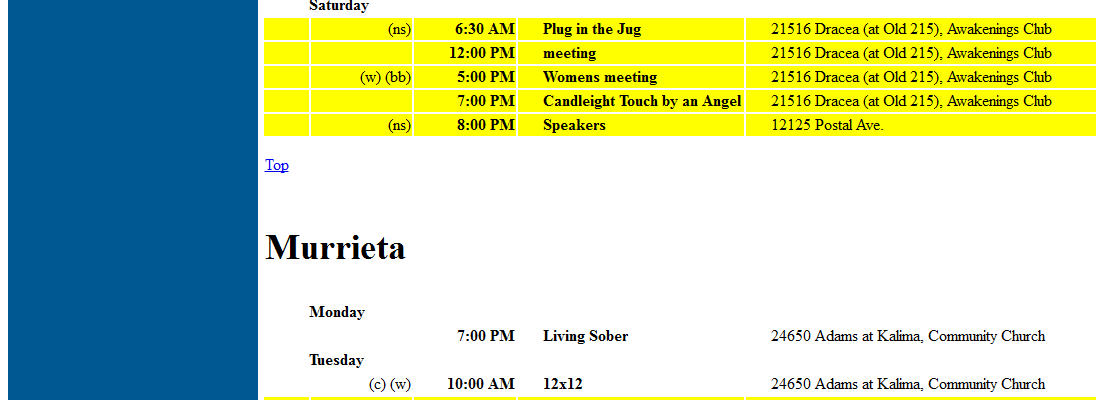 Saturday
(ns) 6:30 AM Plug in the Jug 21516 Dracea (at Old 215), Awakenings Club
12:00 PM meeting 21516 Dracea (at Old 215), Awakenings Club
(w) (bb) 5:00 PM Womens meeting 21516 Dracea (at Old 215), Awakenings Club
7:00 PM Candleight Touch by an Angel 21516 Dracea (at Old 215), Awakenings Club
(ns) 8:00 PM Speakers 12125 Postal Ave.
Top
Murrieta
Monday
7:00 PM Living Sober 24650 Adams at Kalima, Community Church
Tuesday
(c) (w) 10:00 AM 12x12 24650 Adams at Kalima, Community Church